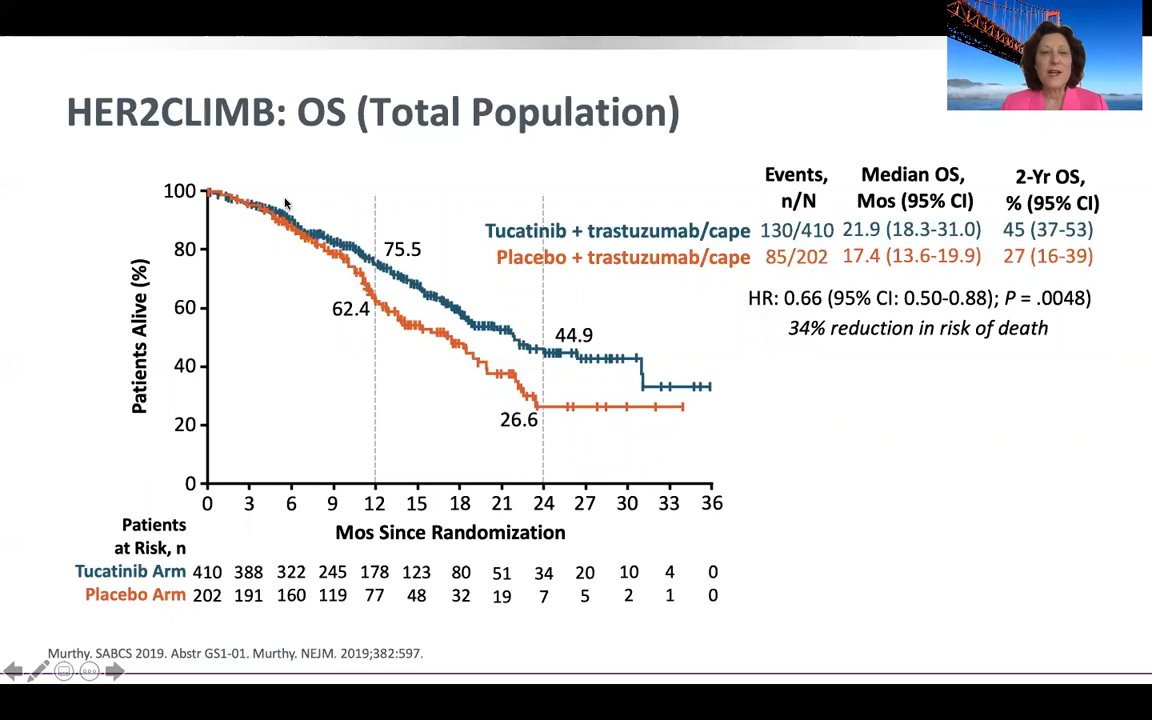 HER2CLIMB: OS (Total Population)
Events, n/N
Median OS, Mos (95% CI)
2-Yr OS, % (95% CI)
Tucatinib + trastuzumab/cape 130/410 21.9 (18.3-31.0) 45 (37-53)
Placebo + trastuzumab/cape 85/202 17.4 (13.6-19.9) 27 (16-39)
HR: 0.66 (95% CI: 0.50-0.88); P = .0048)
34% reduction in risk of death
Patients Alive (%)
100
80
60
40
20
0
75.5
62.4
44.9
26.6
0 3 6 9 12 15 18 21 24 27 30 33 36
Mos Since Randomization
Patients
at Risk, n
Tucatinib Arm 410 388 322 245 178 123 80 51 34 20 10 4 0
Placebo Arm 202 191 160 119 77 48 32 19 7 5 2 1 0
Murthy. SABCS 2019. Abstr GS1-01. Murthy. NEJM. 2019;382:597.